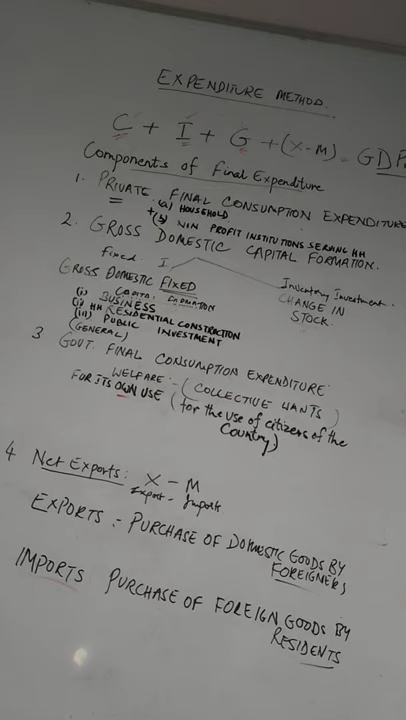 EXPENDITURE METHOD.
C + I + G + (X-M) = GDP
Components of Final Expenditure
1. PRIVATE FINAL CONSUMPTION EXPENDITURE
(a) HOUSEHOLD
+(b) NON PROFIT INSTITUTIONS SERVING HH
2. GROSS DOMESTIC CAPITAL FORMATION.
fixed I
GROSS DOMESTIC FIXED
CAPITAL FORMATION
Inventory Investment.
CHANGE IN
STOCK.
(i) BUSINESS
(ii) HH RESIDENTIAL CONSTRACTION
(iii) PUBLIC INVESTMENT
(GENERAL)
3 GOVT. FINAL CONSUMPTION EXPENDITURE
WELFARE - (COLLECTIVE WANTS)
FOR ITS OWN USE (for the use of citizens of the
Country)
4 Net Exports: X - M
Export - Imports
EXPORTS :- PURCHASE OF DOMESTIC GOODS BY
FOREIGNERS
IMPORTS PURCHASE OF FOREIGN GOODS BY
RESIDENTS